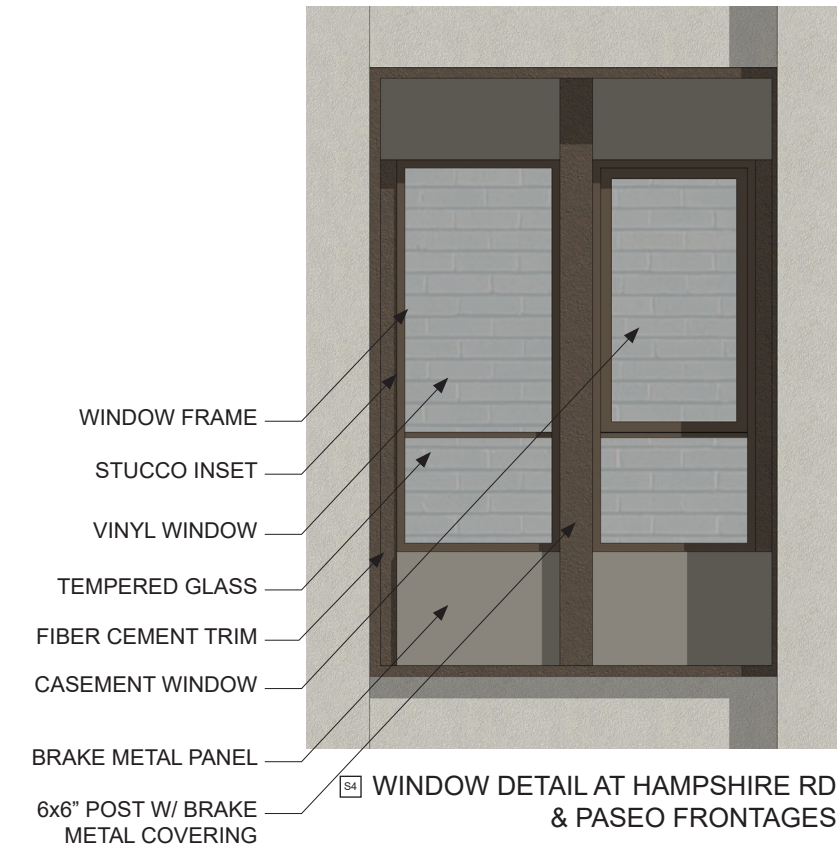 WINDOW FRAME
STUCCO INSET
VINYL WINDOW
TEMPERED GLASS
FIBER CEMENT TRIM
CASEMENT WINDOW
BRAKE METAL PANEL
6x6” POST W/ BRAKE
METAL COVERING
S4 WINDOW DETAIL AT HAMPSHIRE RD
& PASEO FRONTAGES